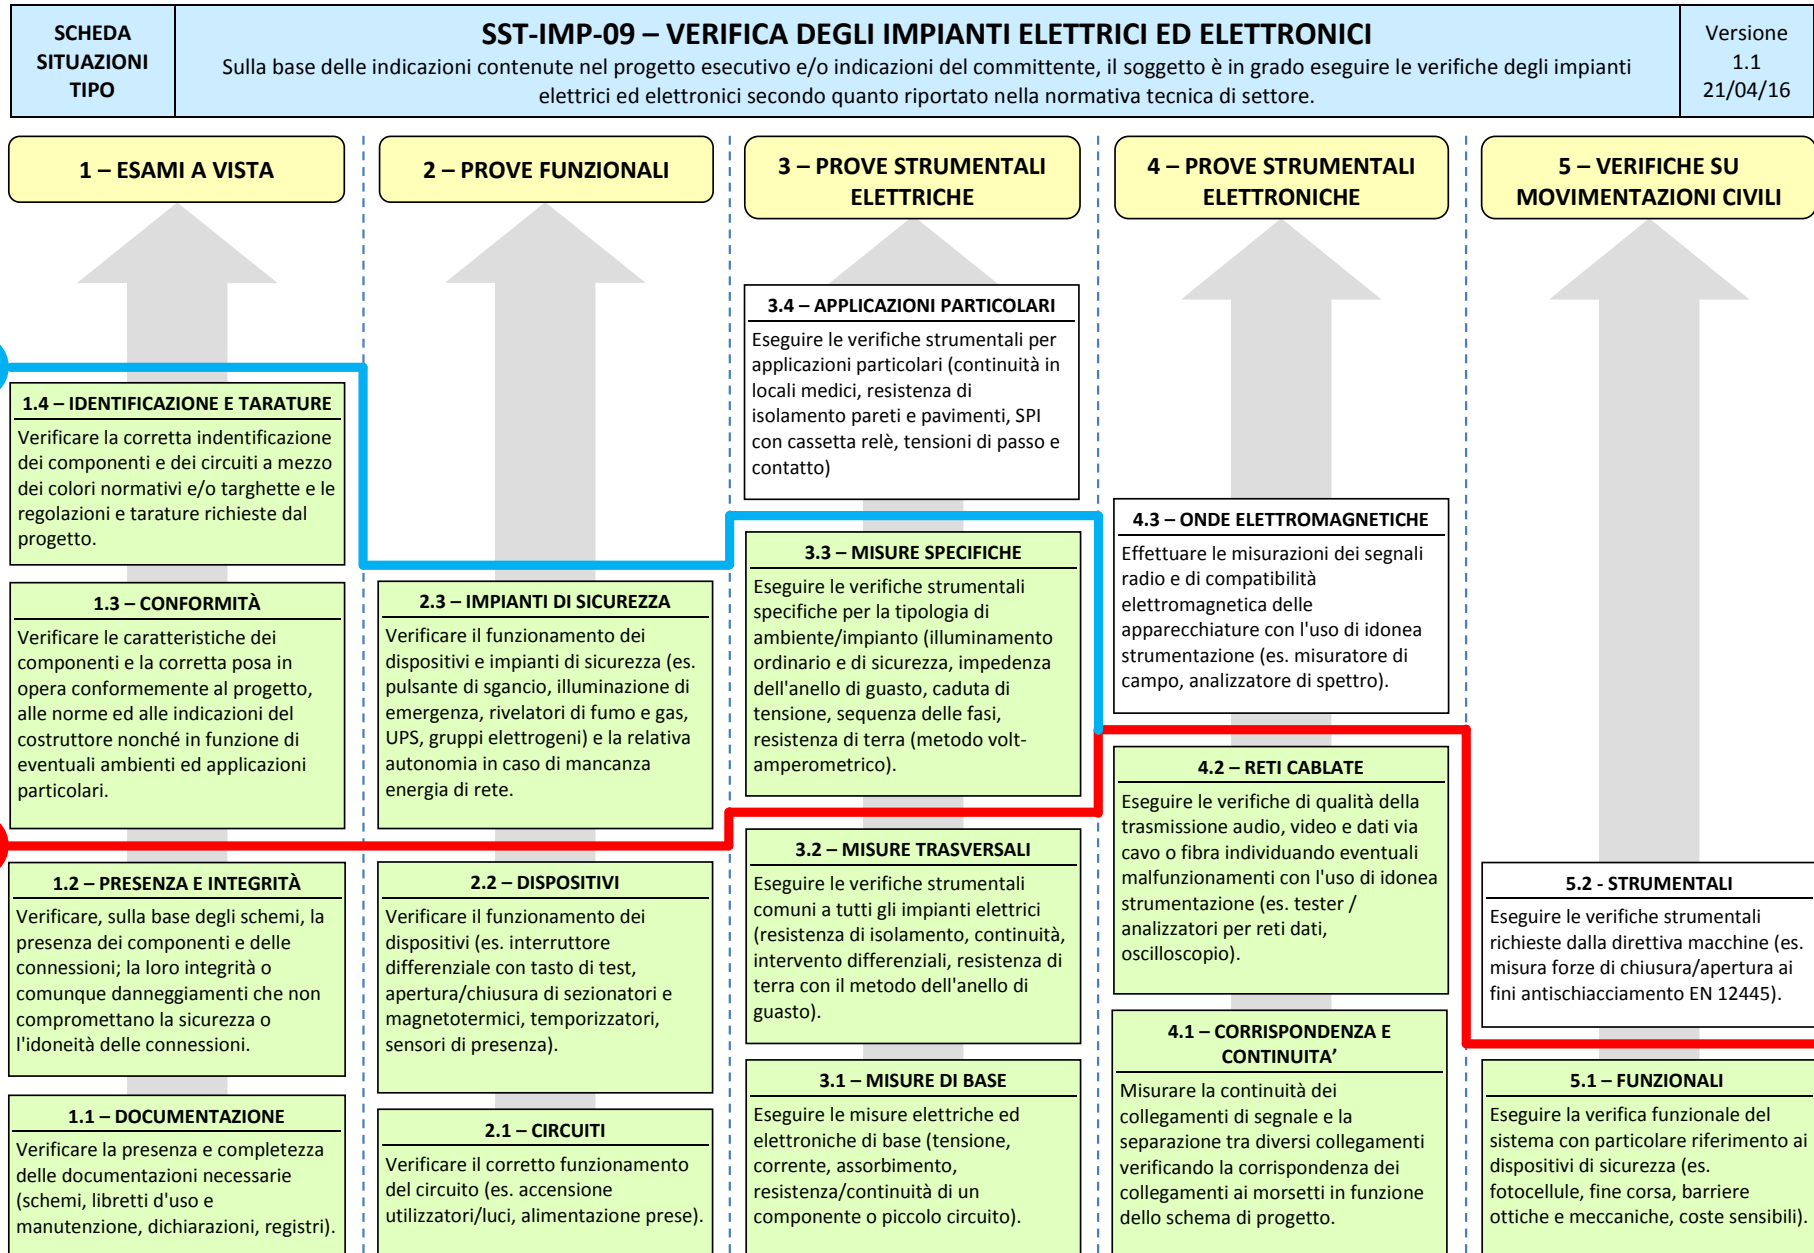 SCHEDA
SITUAZIONI
TIPO
SST-IMP-09 – VERIFICA DEGLI IMPIANTI ELETTRICI ED ELETTRONICI
Sulla base delle indicazioni contenute nel progetto esecutivo e/o indicazioni del committente, il soggetto è in grado eseguire le verifiche degli impianti
elettrici ed elettronici secondo quanto riportato nella normativa tecnica di settore.
Versione
1.1
21/04/16
1 – ESAMI A VISTA
1.4 – IDENTIFICAZIONE E TARATURE
Verificare la corretta indentificazione
dei componenti e dei circuiti a mezzo
dei colori normativi e/o targhette e le
regolazioni e tarature richieste dal
progetto.
1.3 – CONFORMITÀ
Verificare le caratteristiche dei
componenti e la corretta posa in
opera conformemente al progetto,
alle norme ed alle indicazioni del
costruttore nonché in funzione di
eventuali ambienti ed applicazioni
particolari.
1.2 – PRESENZA E INTEGRITÀ
Verificare, sulla base degli schemi, la
presenza dei componenti e delle
connessioni; la loro integrità o
comunque danneggiamenti che non
compromettano la sicurezza o
l'idoneità delle connessioni.
1.1 – DOCUMENTAZIONE
Verificare la presenza e completezza
delle documentazioni necessarie
(schemi, libretti d'uso e
manutenzione, dichiarazioni, registri).
2 – PROVE FUNZIONALI
2.3 – IMPIANTI DI SICUREZZA
Verificare il funzionamento dei
dispositivi e impianti di sicurezza (es.
pulsante di sgancio, illuminazione di
emergenza, rivelatori di fumo e gas,
UPS, gruppi elettrogeni) e la relativa
autonomia in caso di mancanza
energia di rete.
2.2 – DISPOSITIVI
Verificare il funzionamento dei
dispositivi (es. interruttore
differenziale con tasto di test,
apertura/chiusura di sezionatori e
magnetotermici, temporizzatori,
sensori di presenza).
2.1 – CIRCUITI
Verificare il corretto funzionamento
del circuito (es. accensione
utilizzatori/luci, alimentazione prese).
3 – PROVE STRUMENTALI
ELETTRICHE
3.4 – APPLICAZIONI PARTICOLARI
Eseguire le verifiche strumentali per
applicazioni particolari (continuità in
locali medici, resistenza di
isolamento pareti e pavimenti, SPI
con cassetta relè, tensioni di passo e
contatto)
3.3 – MISURE SPECIFICHE
Eseguire le verifiche strumentali
specifiche per la tipologia di
ambiente/impianto (illuminamento
ordinario e di sicurezza, impedenza
dell'anello di guasto, caduta di
tensione, sequenza delle fasi,
resistenza di terra (metodo volt-
amperometrico).
3.2 – MISURE TRASVERSALI
Eseguire le verifiche strumentali
comuni a tutti gli impianti elettrici
(resistenza di isolamento, continuità,
intervento differenziali, resistenza di
terra con il metodo dell'anello di
guasto).
3.1 – MISURE DI BASE
Eseguire le misure elettriche ed
elettroniche di base (tensione,
corrente, assorbimento,
resistenza/continuità di un
componente o piccolo circuito).
4 – PROVE STRUMENTALI
ELETTRONICHE
4.3 – ONDE ELETTROMAGNETICHE
Effettuare le misurazioni dei segnali
radio e di compatibilità
elettromagnetica delle
apparecchiature con l'uso di idonea
strumentazione (es. misuratore di
campo, analizzatore di spettro).
4.2 – RETI CABLATE
Eseguire le verifiche di qualità della
trasmissione audio, video e dati via
cavo o fibra individuando eventuali
malfunzionamenti con l'uso di idonea
strumentazione (es. tester /
analizzatori per reti dati,
oscilloscopio).
4.1 – CORRISPONDENZA E
CONTINUITA’
Misurare la continuità dei
collegamenti di segnale e la
separazione tra diversi collegamenti
verificando la corrispondenza dei
collegamenti ai morsetti in funzione
dello schema di progetto.
5 – VERIFICHE SU
MOVIMENTAZIONI CIVILI
5.2 - STRUMENTALI
Eseguire le verifiche strumentali
richieste dalla direttiva macchine (es.
misura forze di chiusura/apertura ai
fini antischiacciamento EN 12445).
5.1 – FUNZIONALI
Eseguire la verifica funzionale del
sistema con particolare riferimento ai
dispositivi di sicurezza (es.
fotocellule, fine corsa, barriere
ottiche e meccaniche, coste sensibili).